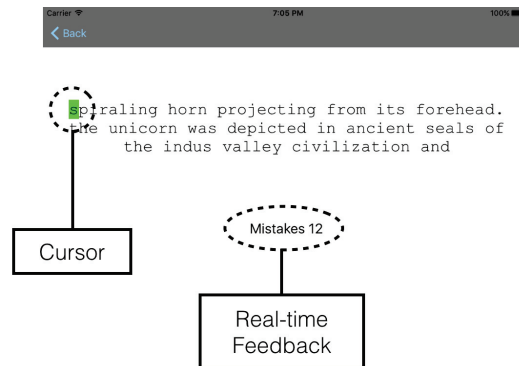 Carrier 7:05 PM 100%
Back
spiraling horn projecting from its forehead.
the unicorn was depicted in ancient seals of
the indus valley civilization and
Mistakes 12
Cursor
Real-time
Feedback